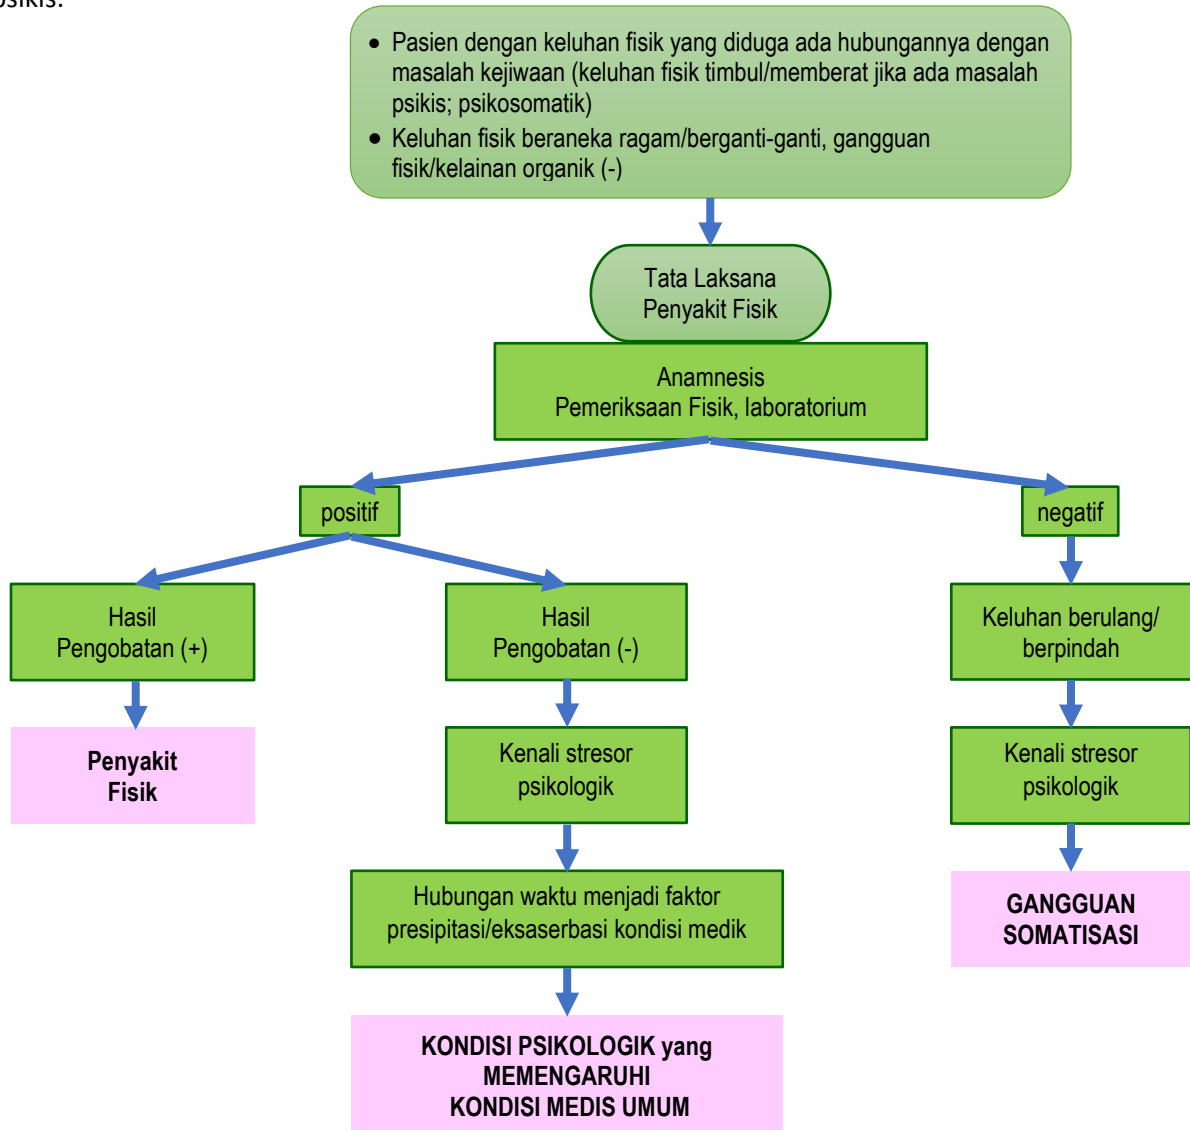 psikis.
• Pasien dengan keluhan fisik yang diduga ada hubungannya dengan
masalah kejiwaan (keluhan fisik timbul/memberat jika ada masalah
psikis; psikosomatik)
• Keluhan fisik beraneka ragam/berganti-ganti, gangguan
fisik/kelainan organik (-)
Tata Laksana
Penyakit Fisik
Anamnesis
Pemeriksaan Fisik, laboratorium
positif
negatif
Hasil
Pengobatan (+)
Hasil
Pengobatan (-)
Keluhan berulang/
berpindah
Penyakit
Fisik
Kenali stresor
psikologik
Kenali stresor
psikologik
Hubungan waktu menjadi faktor
presipitasi/eksaserbasi kondisi medik
GANGGUAN
SOMATISASI
KONDISI PSIKOLOGIK yang
MEMENGARUHI
KONDISI MEDIS UMUM